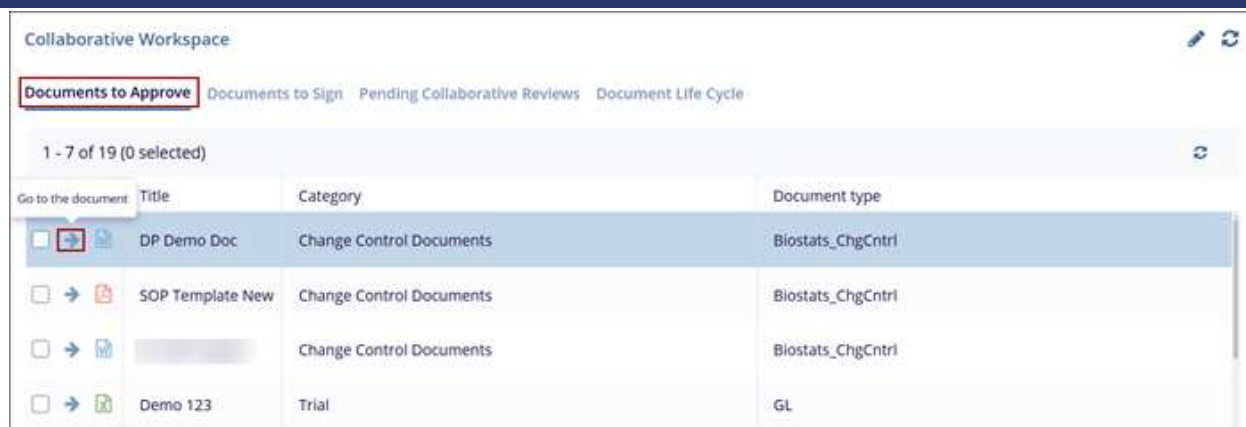 Collaborative Workspace
Documents to Approve Documents to Sign Pending Collaborative Reviews Document Life Cycle
1 - 7 of 19 (0 selected)
Go to the document Title Category Document type
DP Demo Doc Change Control Documents Biostats_ChgCntrl
SOP Template New Change Control Documents Biostats_ChgCntrl
Change Control Documents Biostats_ChgCntrl
Demo 123 Trial GL